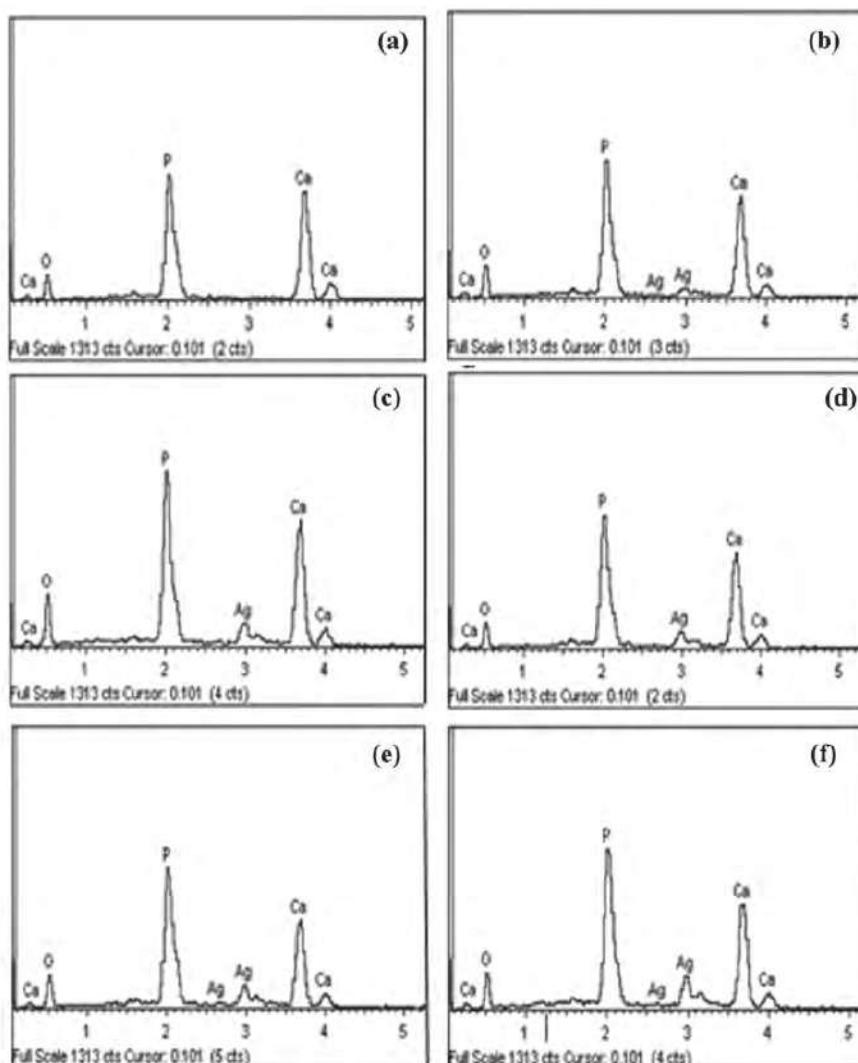 (a)
P
Ca
O
Ca
Ca
1 2 3 4 5
Full Scale 1313 cts Cursor: 0.101 (2 cts)
(b)
P
Ca
O
Ca
Ag
Ag
Ca
1 2 3 4 5
Full Scale 1313 cts Cursor: 0.101 (3 cts)
(c)
P
Ca
O
Ag
Ca
Ca
1 2 3 4 5
Full Scale 1313 cts Cursor: 0.101 (4 cts)
(d)
P
Ca
O
Ag
Ca
Ca
1 2 3 4 5
Full Scale 1313 cts Cursor: 0.101 (2 cts)
(e)
P
Ca
O
Ag
Ag
Ca
Ca
1 2 3 4 5
Full Scale 1313 cts Cursor: 0.101 (5 cts)
(f)
P
Ca
O
Ag
Ag
Ca
Ca
1 2 3 4 5
Full Scale 1313 cts Cursor: 0.101 (4 cts)